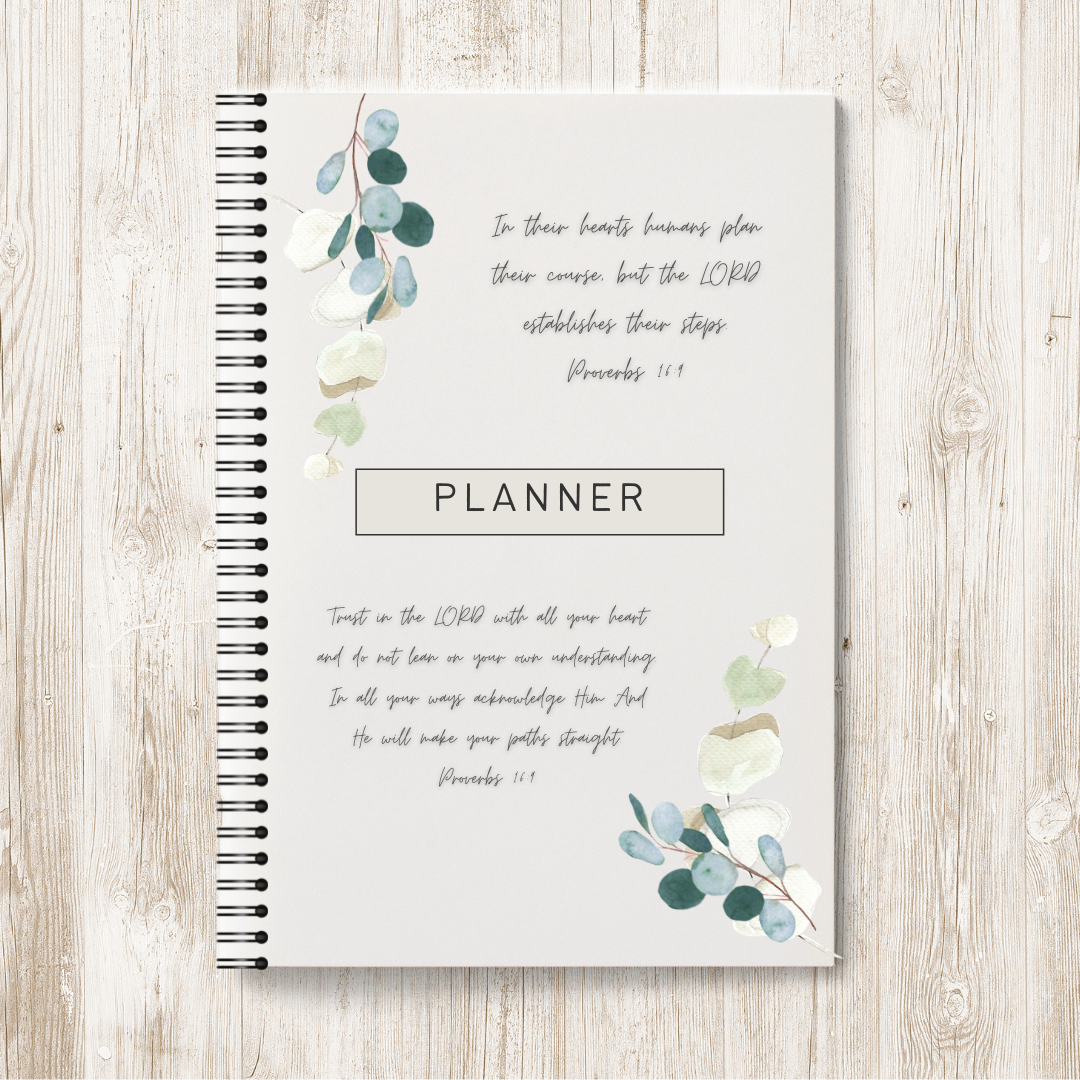 In their hearts humans plan
their course, but the LORD
establishes their steps
Proverbs 16:9
PLANNER
Trust in the LORD with all your heart
and do not lean on your own understanding.
In all your ways acknowledge Him And
He will make your paths straight
Proverbs 16:9